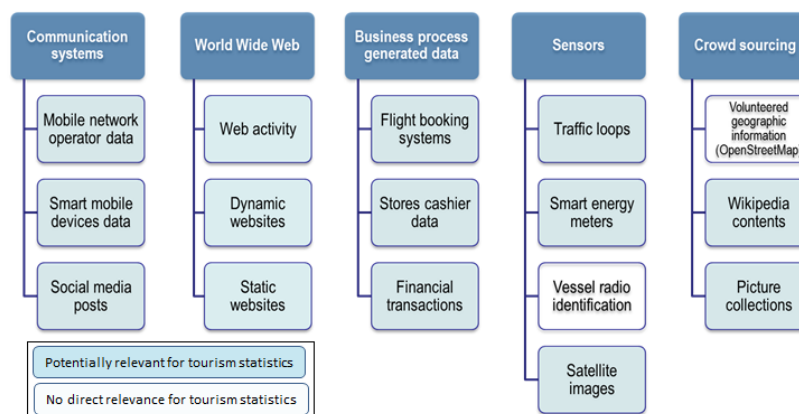 Communication
systems
World Wide Web
Business process
generated data
Sensors
Crowd sourcing
Mobile network
operator data
Smart mobile
devices data
Social media
posts
Web activity
Dynamic
websites
Static
websites
Flight booking
systems
Stores cashier
data
Financial
transactions
Traffic loops
Smart energy
meters
Vessel radio
identification
Satellite
images
Volunteered
geographic
information
(OpenStreetMap)
Wikipedia
contents
Picture
collections
Potentially relevant for tourism statistics
No direct relevance for tourism statistics